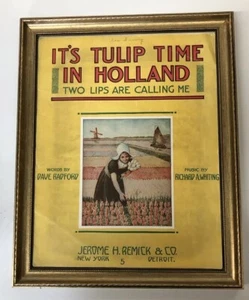 IT'S TULIP TIME
IN HOLLAND
TWO LIPS ARE CALLING ME
WORDS BY
DAVE RADFORD
MUSIC BY
RICHARD A. WHITING
JEROME H. REMICK & CO.
NEW YORK
DETROIT.
5